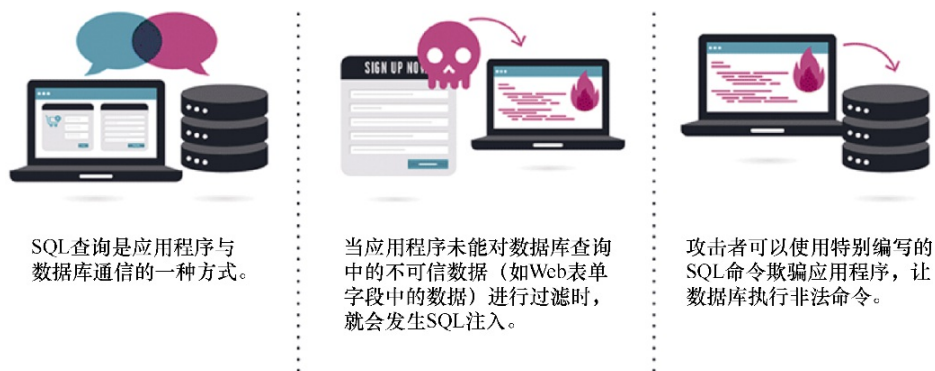 SIGN UP NOW
SQL查询是应用程序与
数据库通信的一种方式。
当应用程序未能对数据库查询
中的不可信数据（如Web表单
字段中的数据）进行过滤时，
就会发生SQL注入。
攻击者可以使用特别编写的
SQL命令欺骗应用程序，让
数据库执行非法命令。